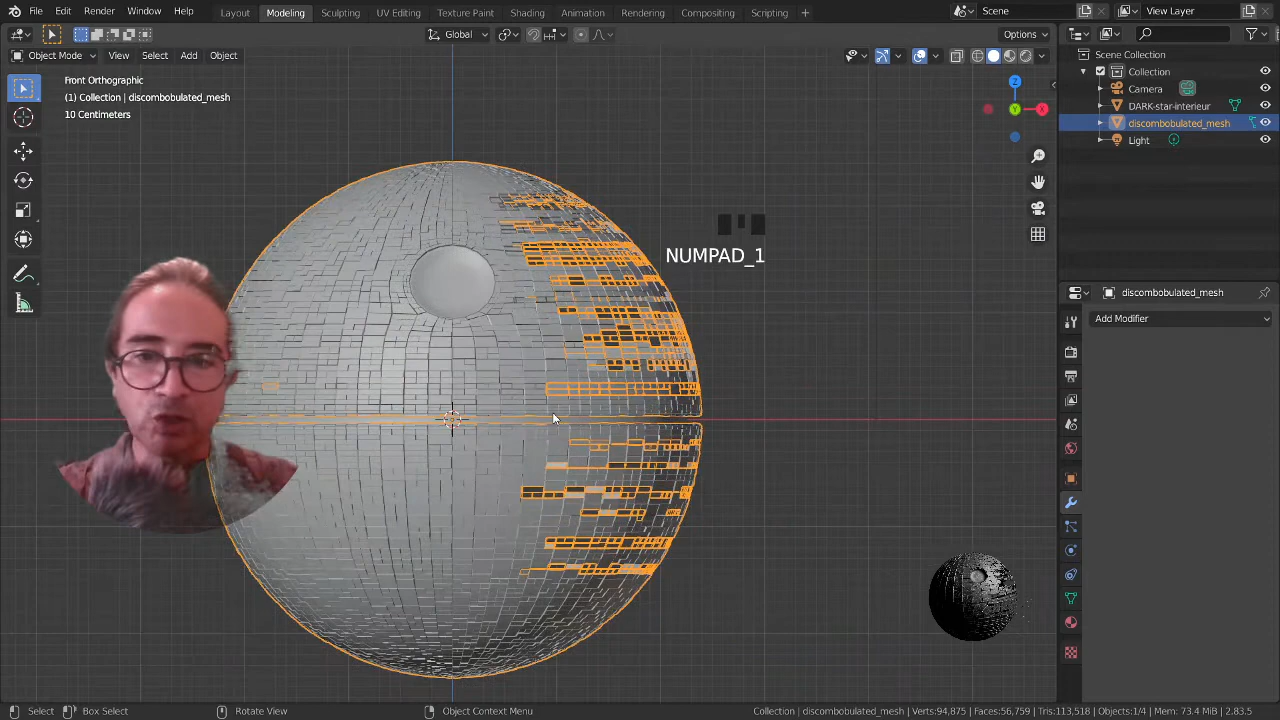 File Edit Render Window Help
Layout Modeling Sculpting UV Editing Texture Paint Shading Animation Rendering Compositing Scripting +
Scene
View Layer
Global
Options
Object Mode View Select Add Object
Front Orthographic
(1) Collection | discombobulated_mesh
10 Centimeters
Z
Y
X
NUMPAD_1
Scene Collection
Collection
Camera
DARK-star-interieur
discombobulated_mesh
Light
discombobulated_mesh
Add Modifier
Select Box Select Rotate View Object Context Menu
Collection | discombobulated_mesh | Verts:94,875 | Faces:56,759 | Tris:113,518 | Objects:1/4 | Mem: 73.4 MiB | 2.83.5